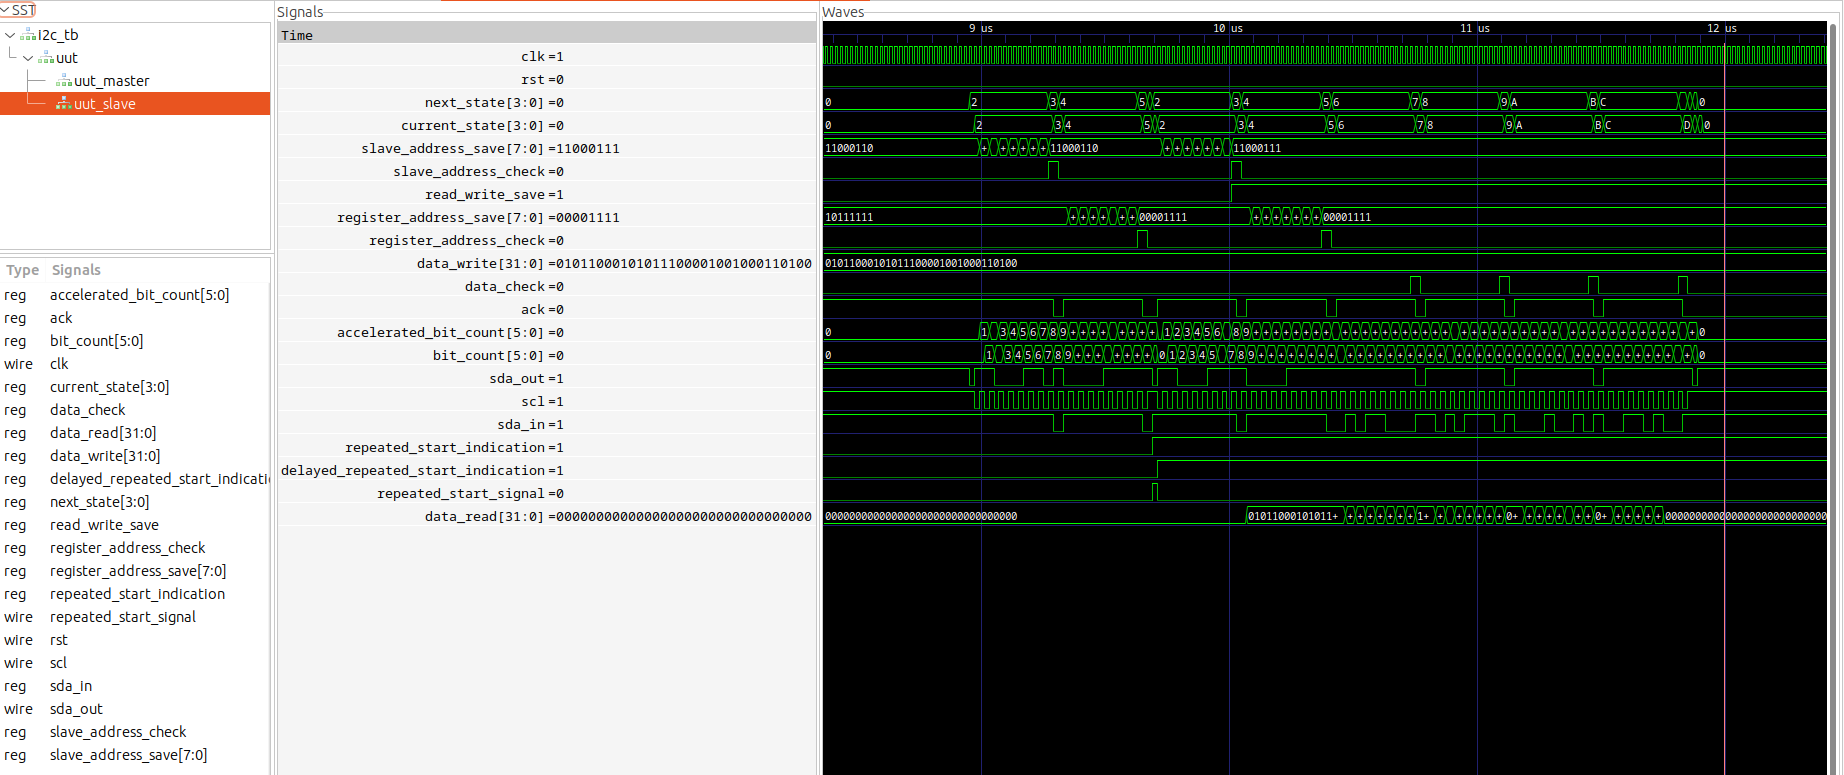 SST
i2c_tb
uut
uut_master
uut_slave
Type Signals
reg accelerated_bit_count[5:0]
reg ack
reg bit_count[5:0]
wire clk
reg current_state[3:0]
reg data_check
reg data_read[31:0]
reg data_write[31:0]
reg delayed_repeated_start_indicati
reg next_state[3:0]
reg read_write_save
reg register_address_check
reg register_address_save[7:0]
reg repeated_start_indication
wire repeated_start_signal
wire rst
wire scl
reg sda_in
wire sda_out
reg slave_address_check
reg slave_address_save[7:0]
Signals
Time
clk=1
rst=0
next_state[3:0]=0
current_state[3:0]=0
slave_address_save[7:0]=11000111
slave_address_check=0
read_write_save=1
register_address_save[7:0]=00001111
register_address_check=0
data_write[31:0]=01011000101011100001001000110100
data_check=0
ack=0
accelerated_bit_count[5:0]=0
bit_count[5:0]=0
sda_out=1
scl=1
sda_in=1
repeated_start_indication=1
delayed_repeated_start_indication=1
repeated_start_signal=0
data_read[31:0]=00000000000000000000000000000000
Waves
9 us 10 us 11 us 12 us
0 2 3 4 5 2 3 4 5 6 7 8 9 A B C 0
0 2 3 4 5 2 3 4 5 6 7 8 9 A B C D 0
11000110 + + + + + + 11000110 + + + + + + 11000111
10111111 + + + + + + 00001111 + + + + + + + 00001111
01011000101011100001001000110100
0 1 3 4 5 6 7 8 9 + + + + + + + + 1 2 3 4 5 6 8 9 + + + 0
0 1 3 4 5 6 7 8 9 + + + + + + + 0 1 2 3 4 5 7 8 9 + + + 0
00000000000000000000000000000000 01011000101011+ + + + + + + + 1+ + + + + + + + 0+ + + + + + + 0+ + + + + + 00000000000000000000000000